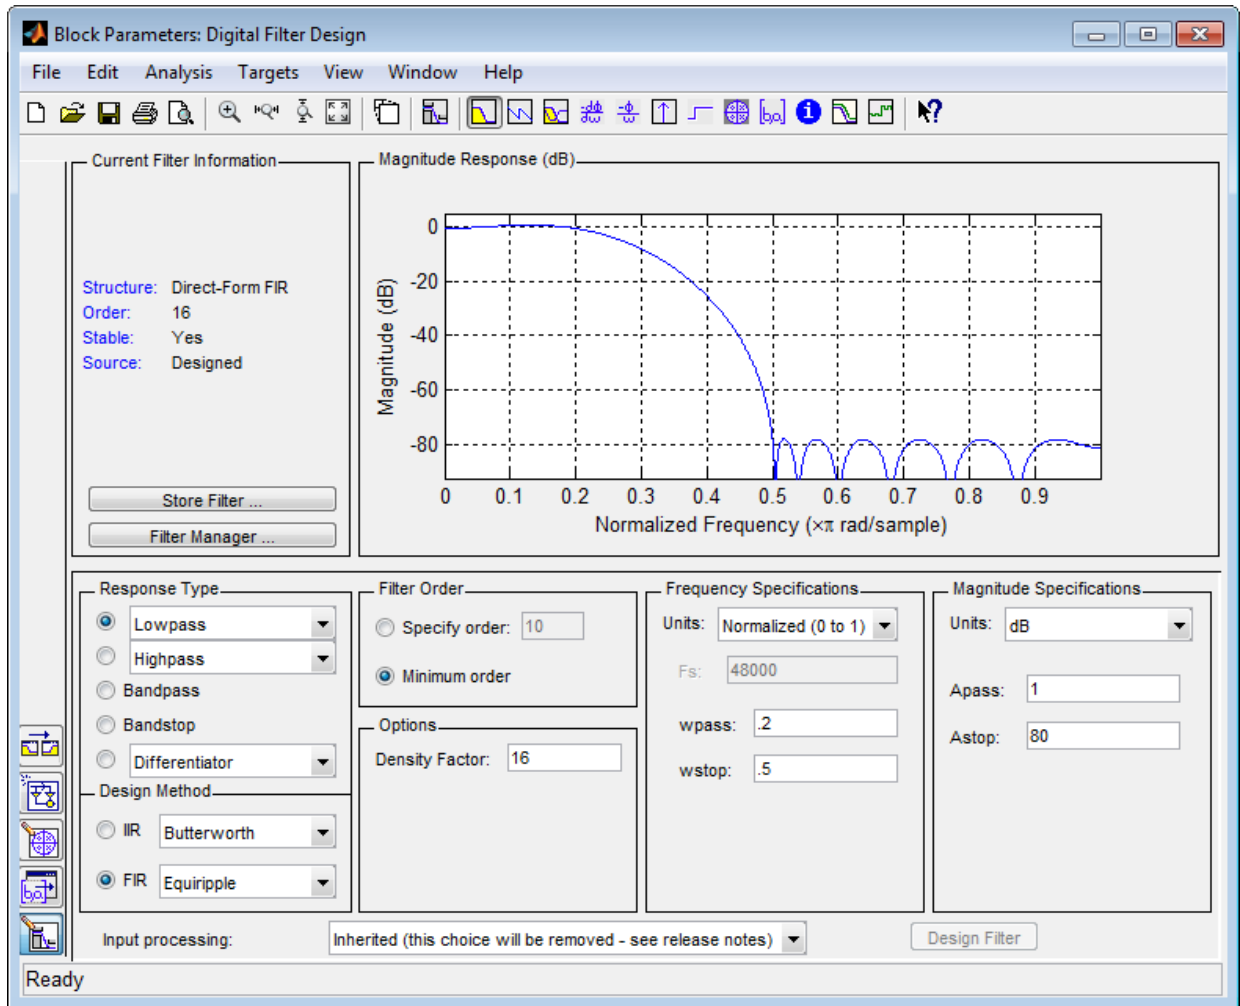 Block Parameters: Digital Filter Design
File Edit Analysis Targets View Window Help
Current Filter Information
Structure: Direct-Form FIR
Order: 16
Stable: Yes
Source: Designed
Store Filter ...
Filter Manager ...
Magnitude Response (dB)
0
-20
-40
-60
-80
Magnitude (dB)
0 0.1 0.2 0.3 0.4 0.5 0.6 0.7 0.8 0.9
Normalized Frequency (×π rad/sample)
Response Type
Lowpass
Highpass
Bandpass
Bandstop
Differentiator
Design Method
IIR Butterworth
FIR Equiripple
Filter Order
Specify order: 10
Minimum order
Options
Density Factor: 16
Frequency Specifications
Units: Normalized (0 to 1)
Fs: 48000
wpass: .2
wstop: .5
Magnitude Specifications
Units: dB
Apass: 1
Astop: 80
Input processing: Inherited (this choice will be removed - see release notes)
Design Filter
Ready